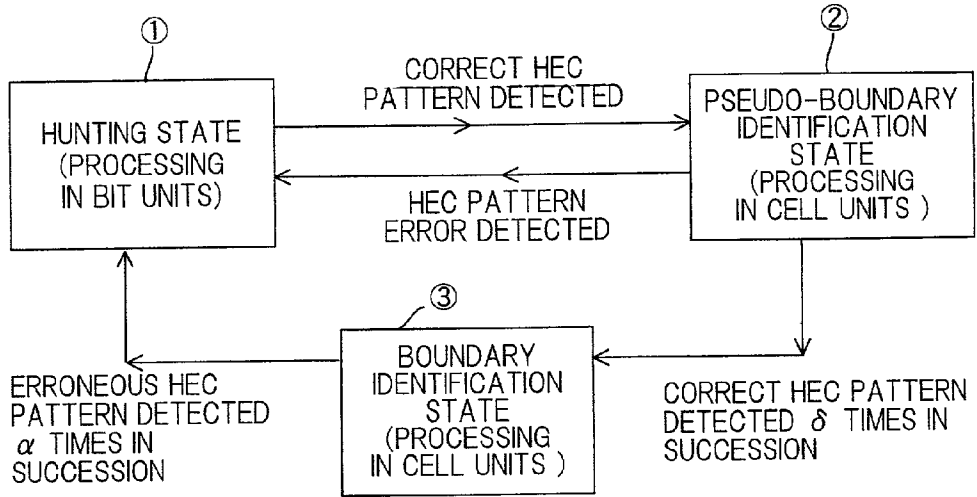 ①
HUNTING STATE
(PROCESSING
IN BIT UNITS)
CORRECT HEC
PATTERN DETECTED
HEC PATTERN
ERROR DETECTED
②
PSEUDO-BOUNDARY
IDENTIFICATION
STATE
(PROCESSING
IN CELL UNITS )
③
BOUNDARY
IDENTIFICATION
STATE
(PROCESSING
IN CELL UNITS )
ERRONEOUS HEC
PATTERN DETECTED
α TIMES IN
SUCCESSION
CORRECT HEC PATTERN
DETECTED δ TIMES IN
SUCCESSION